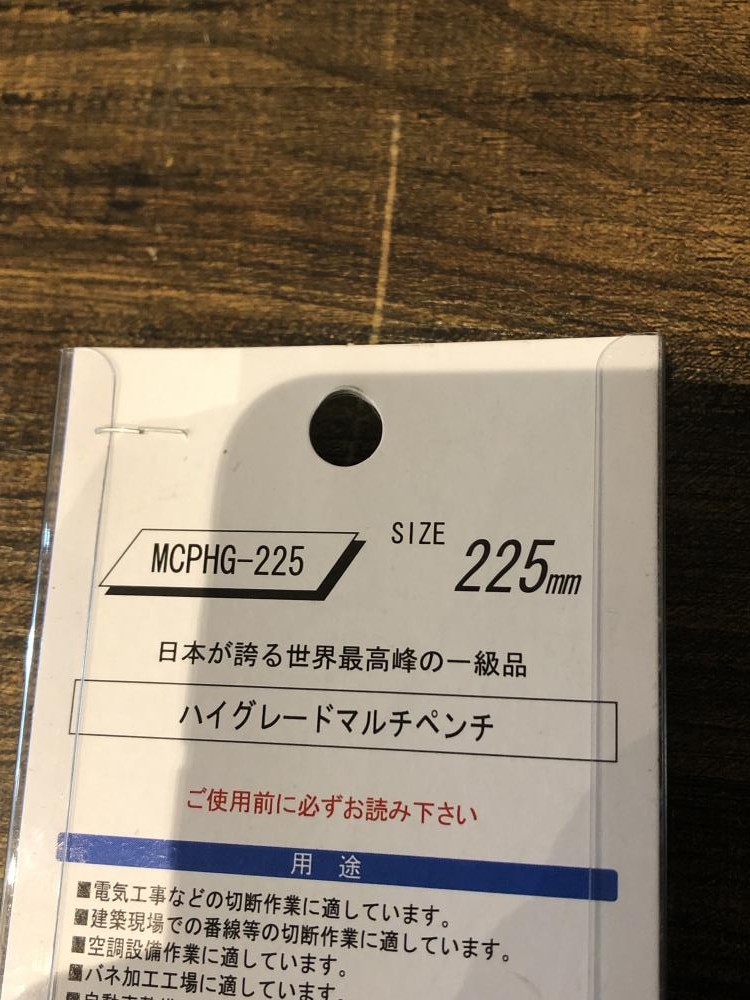 MCPHG-225
SIZE 225mm
日本が誇る世界最高峰の一級品
ハイグレードマルチペンチ
ご使用前に必ずお読み下さい
用 途
■電気工事などの切断作業に適しています。
■建築現場での番線等の切断作業に適しています。
■空調設備作業に適しています。
■バネ加工工場に適しています。